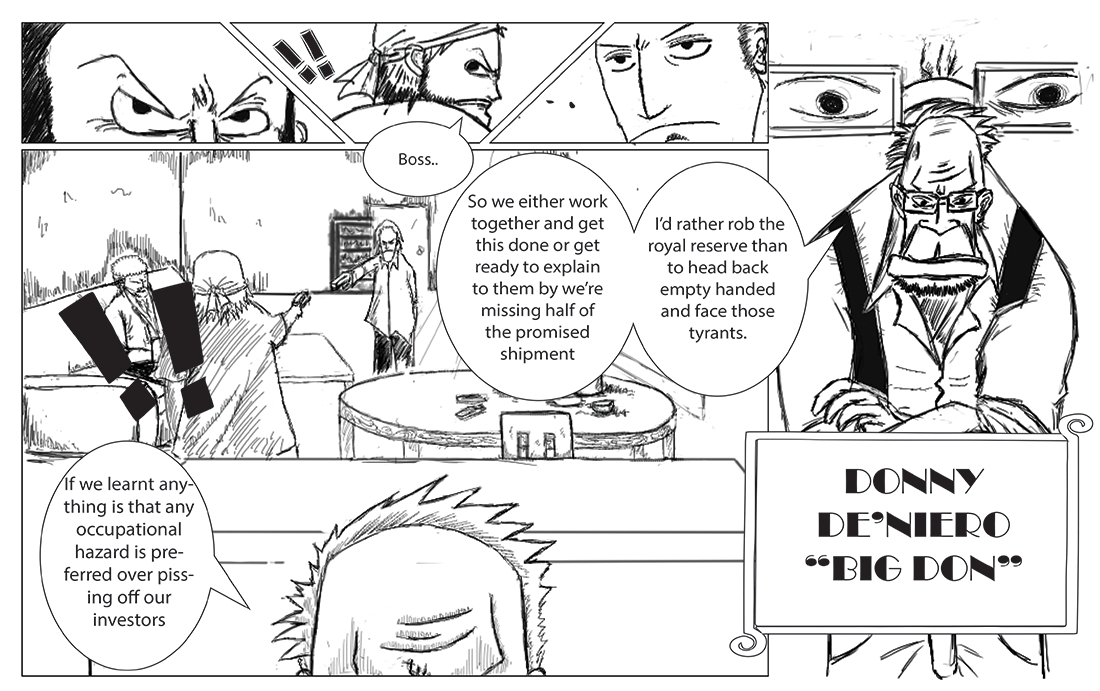 !!
Boss..
So we either work
together and get
this done or get
ready to explain
to them by we're
missing half of
the promised
shipment
I'd rather rob the
royal reserve than
to head back
empty handed
and face those
tyrants.
!!
If we learnt any-
thing is that any
occupational
hazard is pre-
ferred over piss-
ing off our
investors
DONNY
DE'NIERO
“BIG DON”